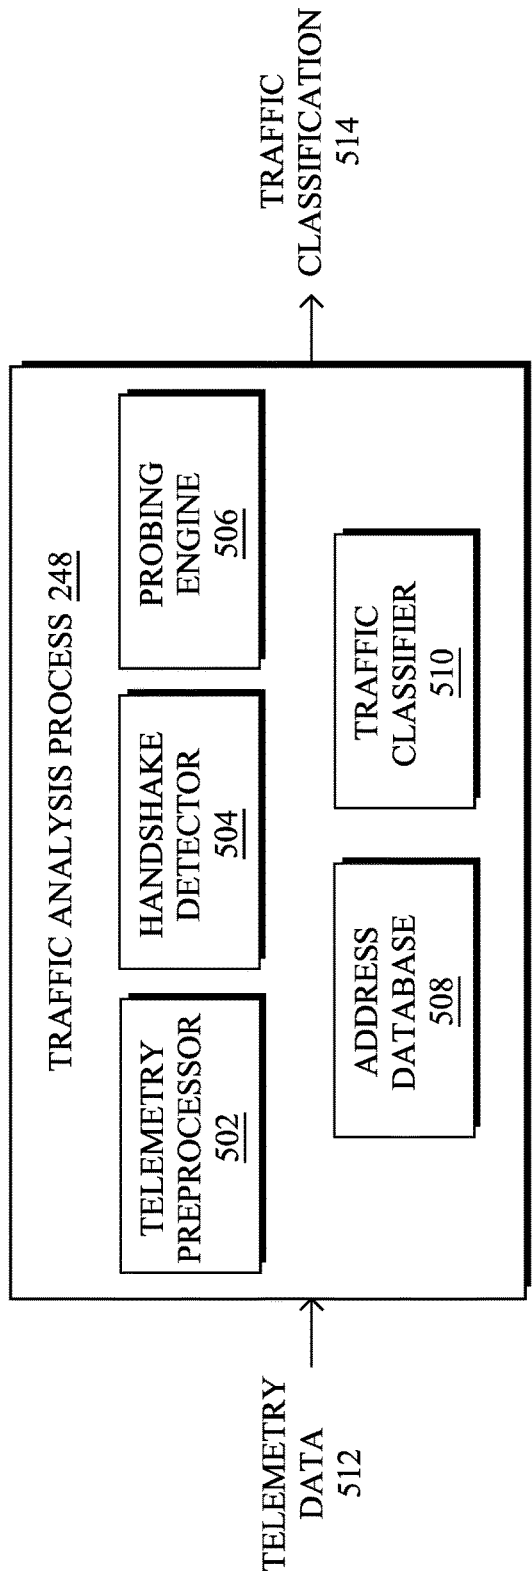 TRAFFIC ANALYSIS PROCESS 248
TELEMETRY
PREPROCESSOR
502
HANDSHAKE
DETECTOR
504
PROBING
ENGINE
506
ADDRESS
DATABASE
508
TRAFFIC
CLASSIFIER
510
TELEMETRY
DATA
512
TRAFFIC
CLASSIFICATION
514